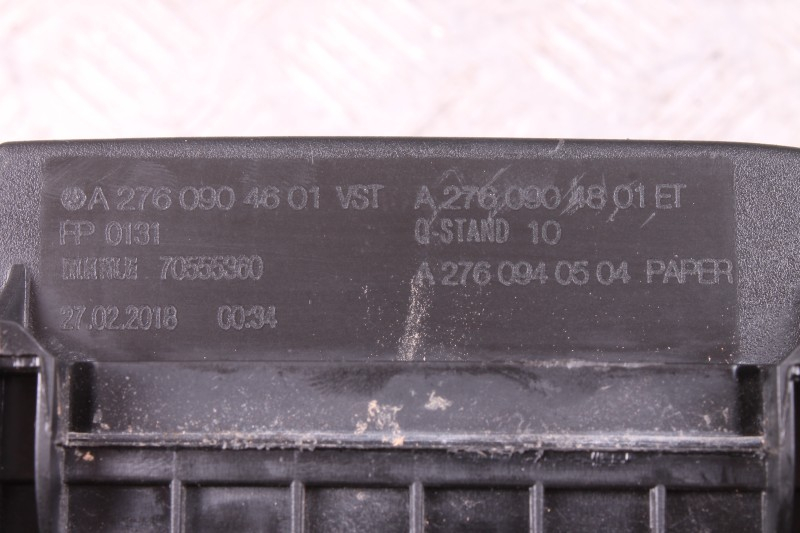 A 276 090 46 01 VST A 276 090 48 01 ET
PP 0131 Q-STAND 10
70555360 A 276 094 05 04 PAPER
27.02.2018 00:34